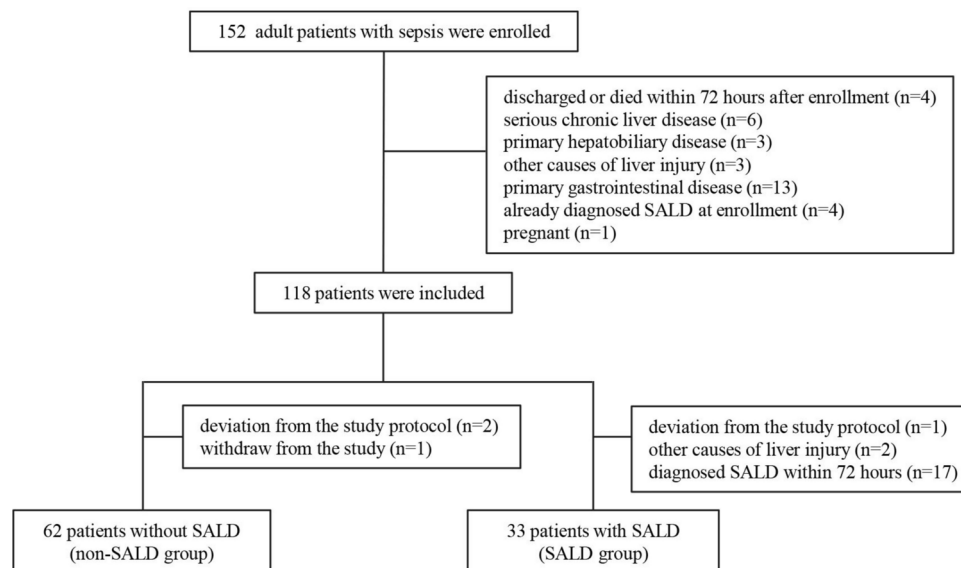 152 adult patients with sepsis were enrolled
discharged or died within 72 hours after enrollment (n=4)
serious chronic liver disease (n=6)
primary hepatobiliary disease (n=3)
other causes of liver injury (n=3)
primary gastrointestinal disease (n=13)
already diagnosed SALD at enrollment (n=4)
pregnant (n=1)
118 patients were included
deviation from the study protocol (n=2)
withdraw from the study (n=1)
deviation from the study protocol (n=1)
other causes of liver injury (n=2)
diagnosed SALD within 72 hours (n=17)
62 patients without SALD
(non-SALD group)
33 patients with SALD
(SALD group)